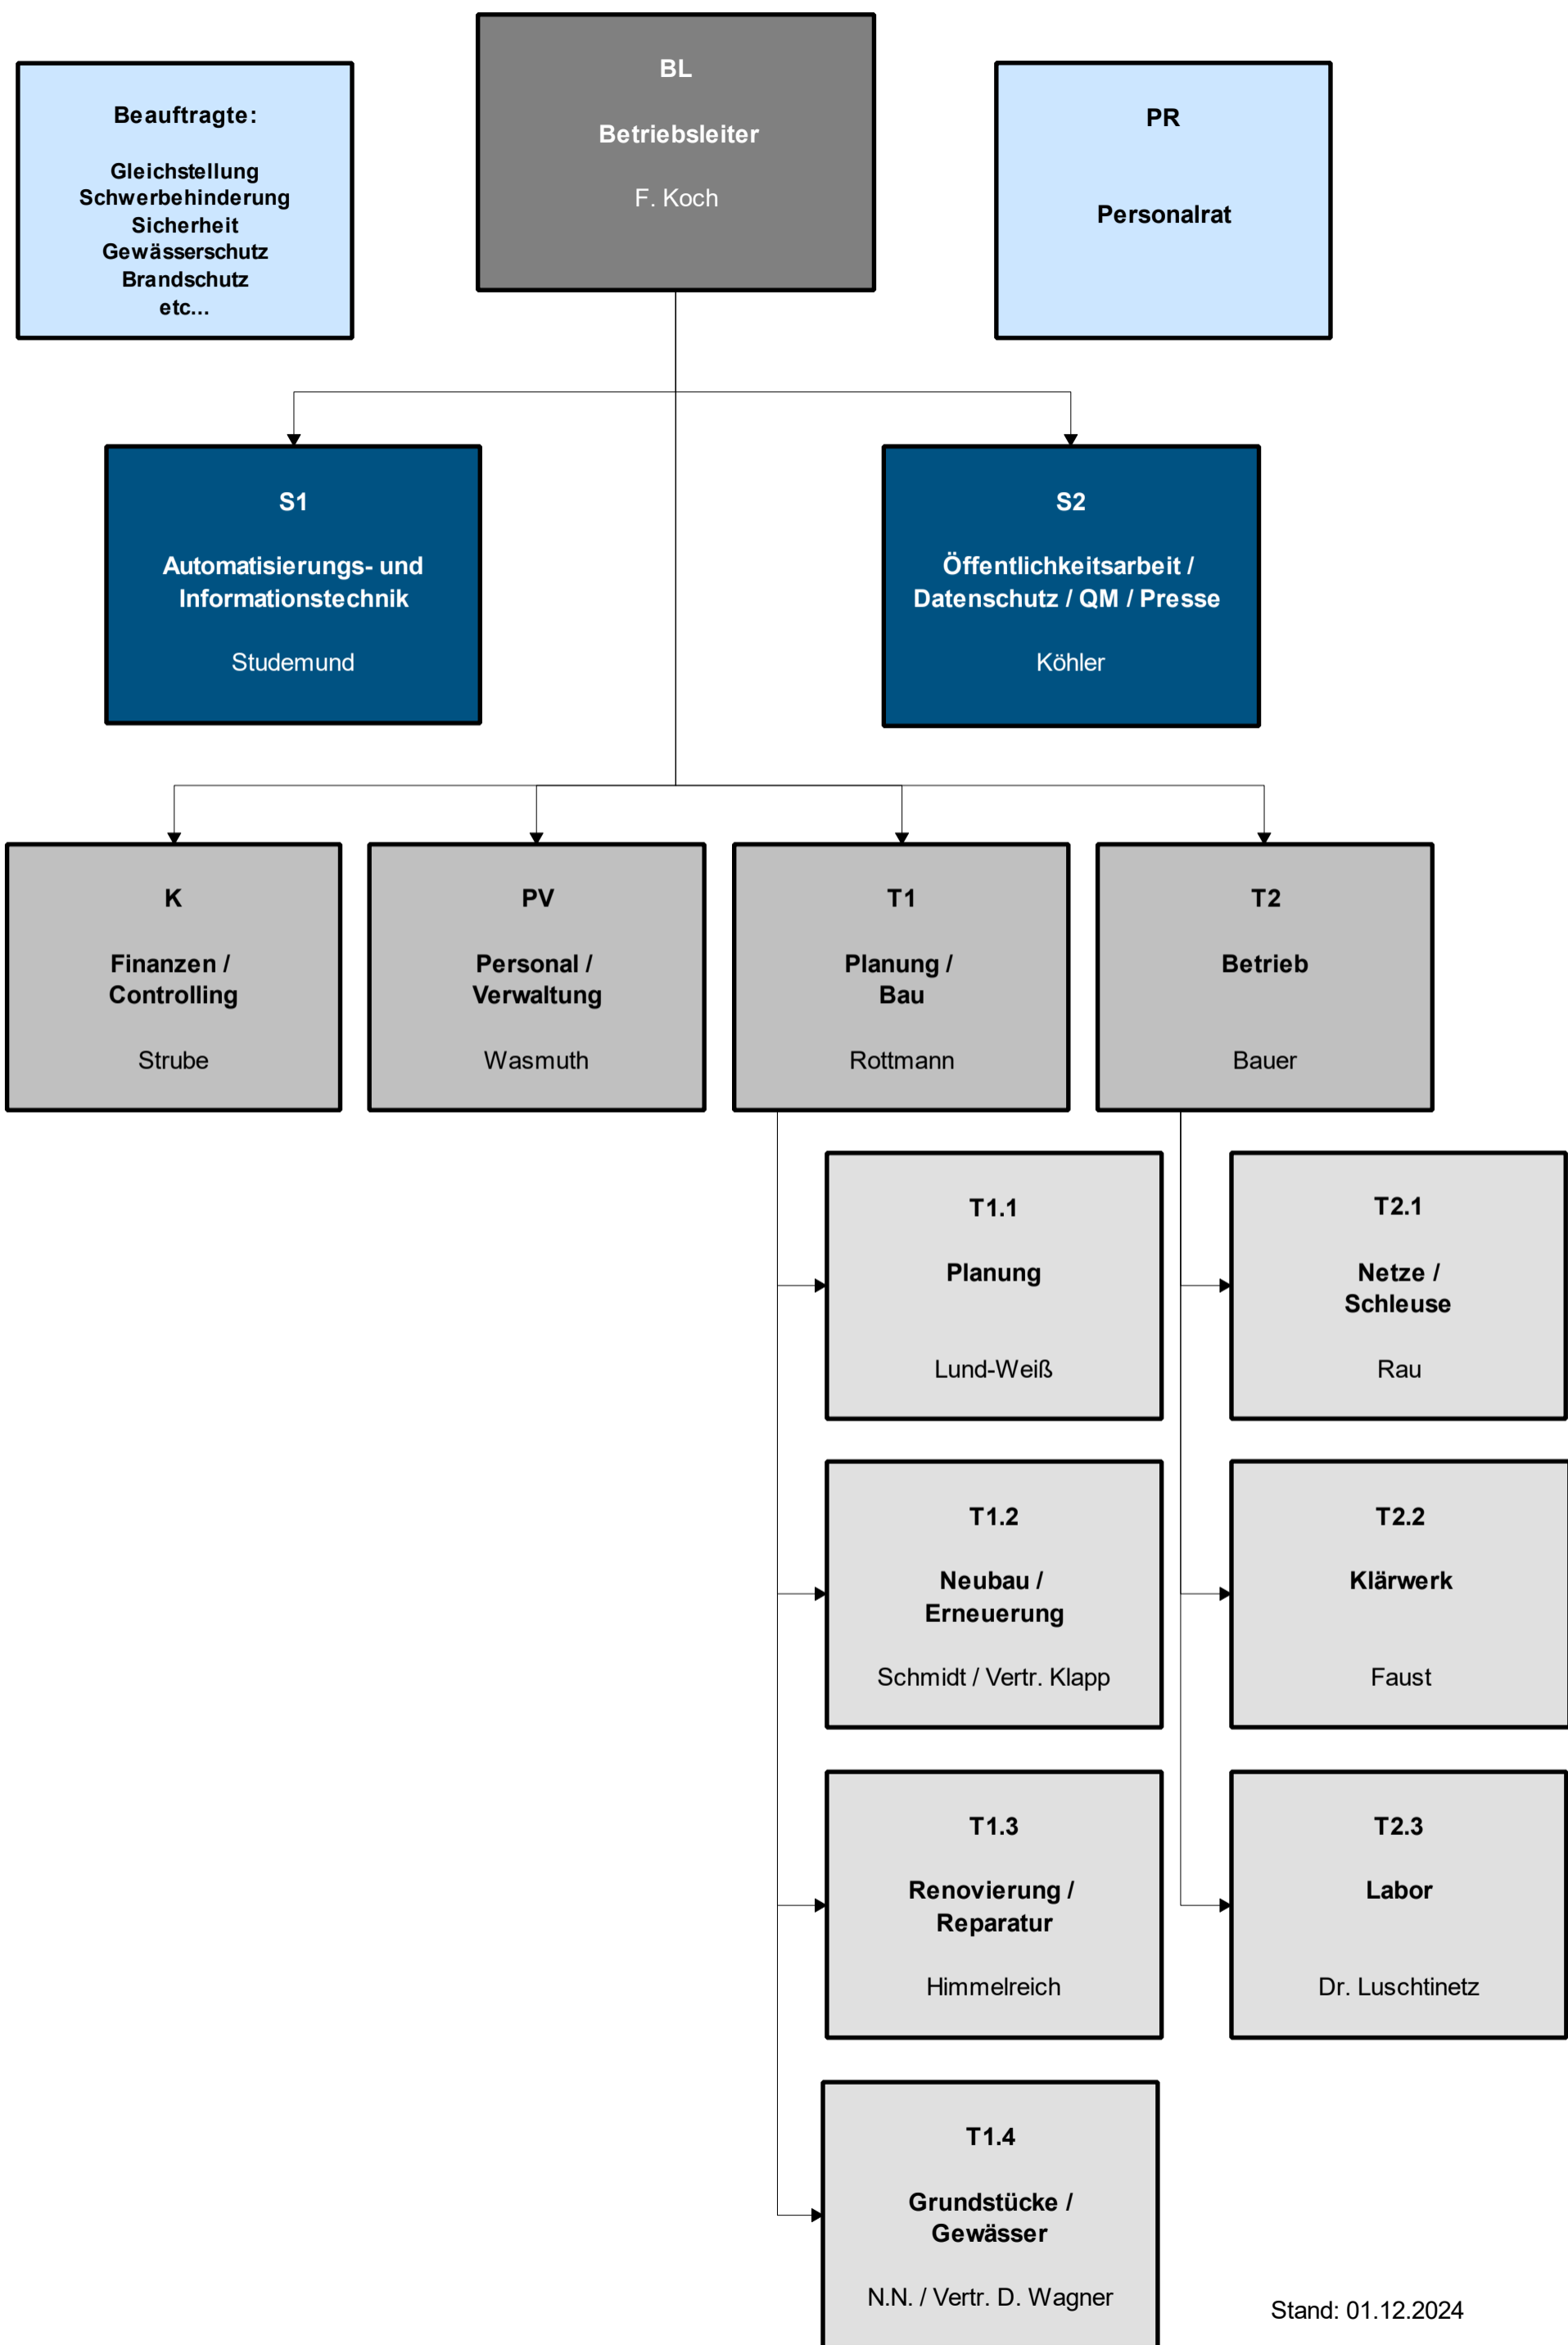 Beauftragte:
Gleichstellung
Schwerbehinderung
Sicherheit
Gewässerschutz
Brandschutz
etc...
BL
Betriebsleiter
F. Koch
PR
Personalrat
S1
Automatisierungs- und
Informationstechnik
Studemund
S2
Öffentlichkeitsarbeit /
Datenschutz / QM / Presse
Köhler
K
Finanzen /
Controlling
Strube
PV
Personal /
Verwaltung
Wasmuth
T1
Planung /
Bau
Rottmann
T2
Betrieb
Bauer
T1.1
Planung
Lund-Weiß
T2.1
Netze /
Schleuse
Rau
T1.2
Neubau /
Erneuerung
Schmidt / Vertr. Klapp
T2.2
Klärwerk
Faust
T1.3
Renovierung /
Reparatur
Himmelreich
T2.3
Labor
Dr. Luschtinetz
T1.4
Grundstücke /
Gewässer
N.N. / Vertr. D. Wagner
Stand: 01.12.2024